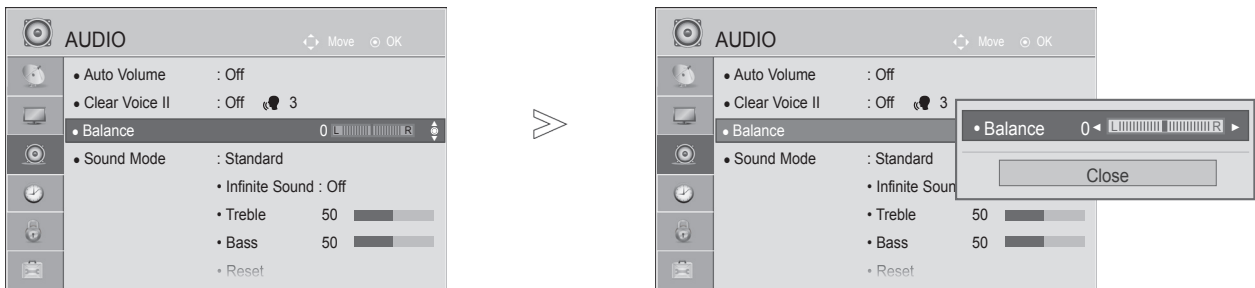 AUDIO Move OK
• Auto Volume : Off
• Clear Voice II : Off 3
• Balance 0 L R
• Sound Mode : Standard
• Infinite Sound : Off
• Treble 50
• Bass 50
• Reset
>
AUDIO Move OK
• Auto Volume : Off
• Clear Voice II : Off 3
• Balance
• Sound Mode : Standard
• Infinite Soun
• Treble 50
• Bass 50
• Reset
• Balance 0 L R
Close